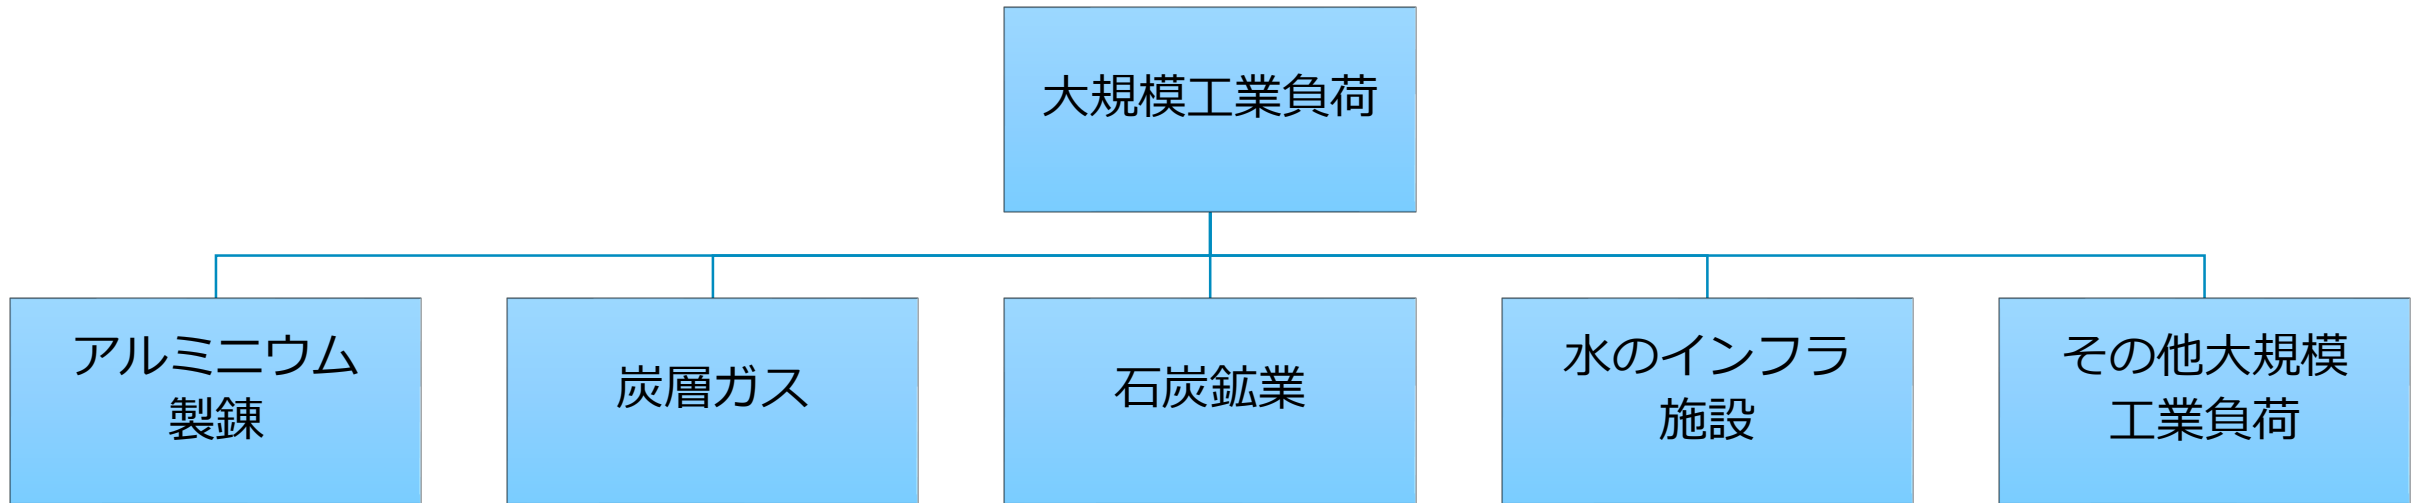 大規模工業負荷
アルミニウム
製錬
炭層ガス
石炭鉱業
水のインフラ
施設
その他大規模
工業負荷